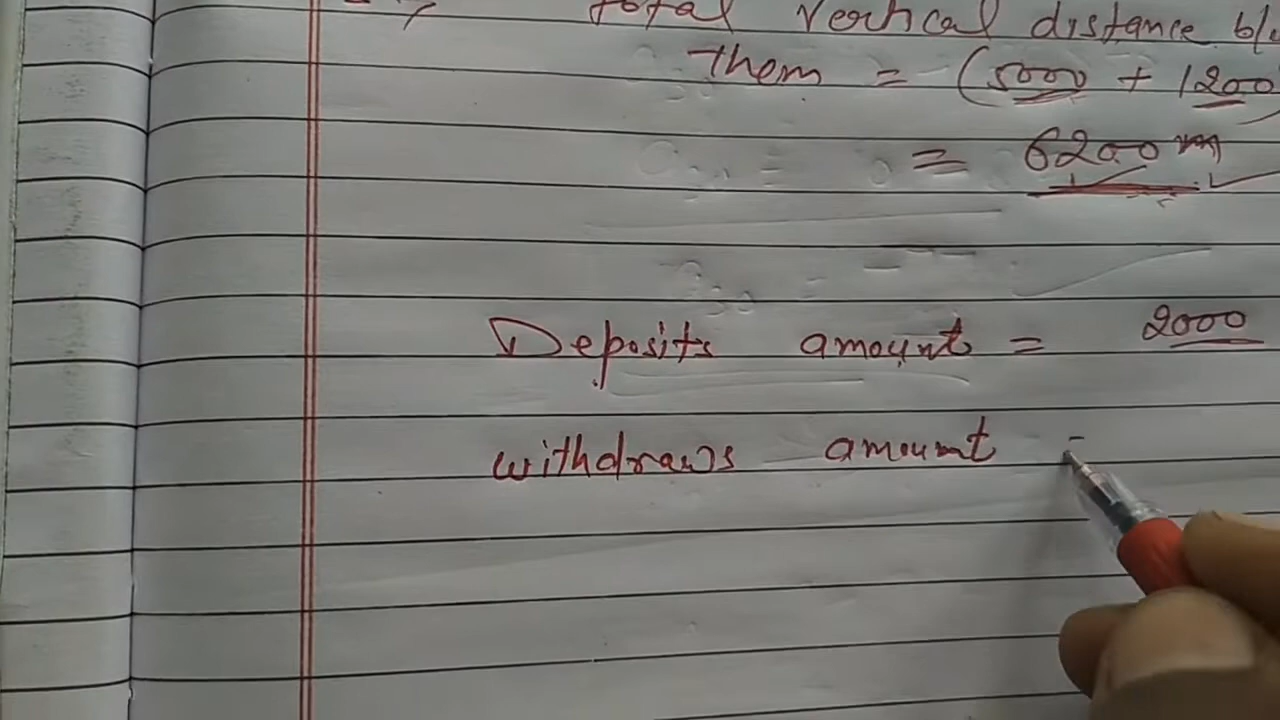 total vertical distance b/
them = (5000 + 1200
= 6200 m
Deposits amount = 2000
withdraws amount =